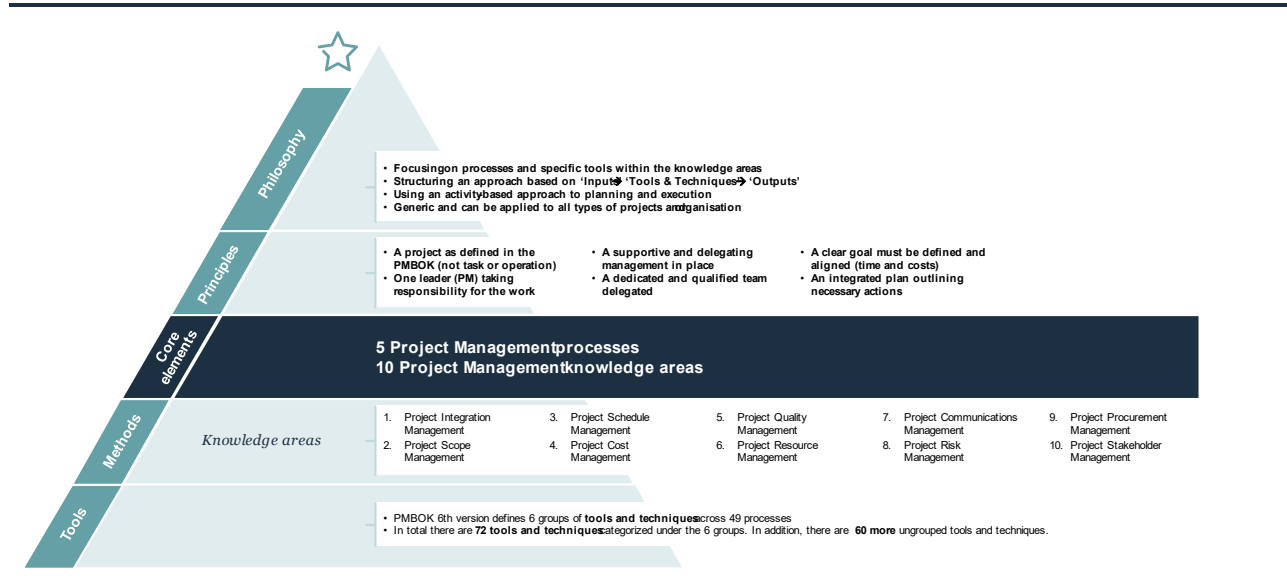 Philosophy
• Focusingon processes and specific tools within the knowledge areas
• Structuring an approach based on ‘Inputs’➔ ‘Tools & Techniques’➔ ‘Outputs’
• Using an activity-based approach to planning and execution
• Generic and can be applied to all types of projects and organisation
Principles
• A project as defined in the
PMBOK (not task or operation)
• One leader (PM) taking
responsibility for the work
• A supportive and delegating
management in place
• A dedicated and qualified team
delegated
• A clear goal must be defined and
aligned (time and costs)
• An integrated plan outlining
necessary actions
Core
elements
5 Project Managementprocesses
10 Project Managementknowledge areas
Methods
Knowledge areas
1. Project Integration
Management
2. Project Scope
Management
3. Project Schedule
Management
4. Project Cost
Management
5. Project Quality
Management
6. Project Resource
Management
7. Project Communications
Management
8. Project Risk
Management
9. Project Procurement
Management
10. Project Stakeholder
Management
Tools
• PMBOK 6th version defines 6 groups of tools and techniques across 49 processes
• In total there are 72 tools and techniques categorized under the 6 groups. In addition, there are 60 more ungrouped tools and techniques.